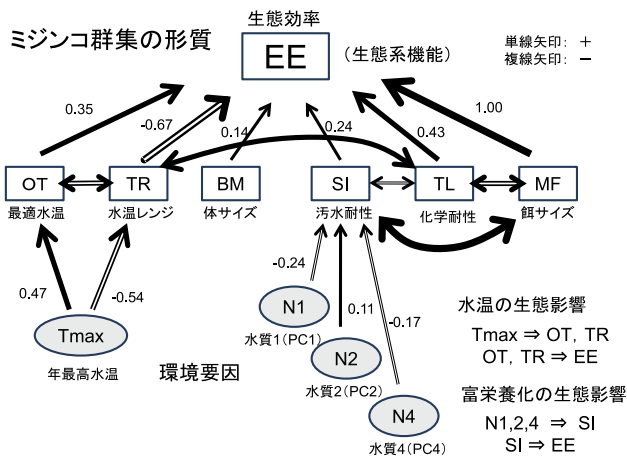 生態効率
ミジンコ群集の形質
EE
(生態系機能)
単線矢印: +
複線矢印: −
0.35
-0.67
0.14
0.24
0.43
1.00
OT
TR
BM
SI
TL
MF
最適水温
水温レンジ
体サイズ
汚水耐性
化学耐性
餌サイズ
0.47
-0.54
-0.24
0.11
-0.17
Tmax
年最高水温
N1
水質1(PC1)
N2
水質2(PC2)
N4
水質4(PC4)
環境要因
水温の生態影響
Tmax ⇒ OT, TR
OT, TR ⇒ EE
富栄養化の生態影響
N1,2,4 ⇒ SI
SI ⇒ EE